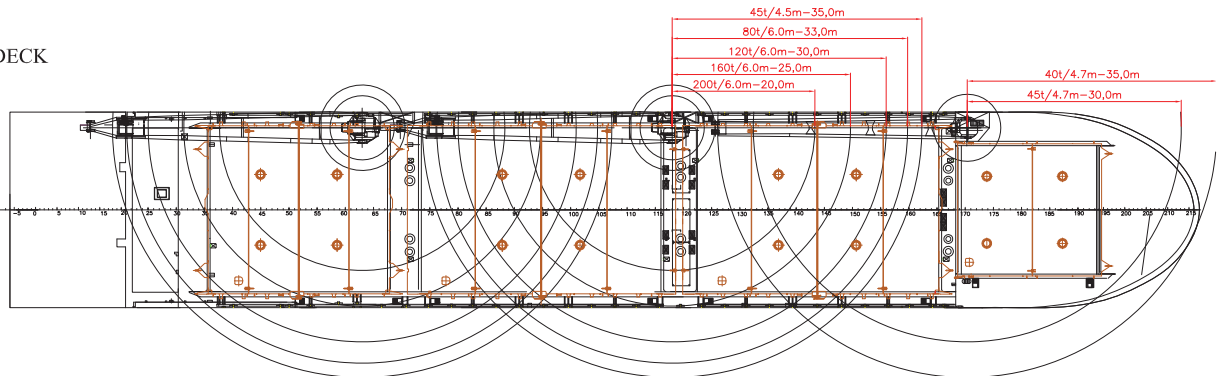 45t/4.5m–35,0m
80t/6.0m–33,0m
DECK
120t/6.0m–30,0m
160t/6.0m–25,0m
40t/4.7m–35,0m
200t/6.0m–20,0m
45t/4.7m–30,0m
-5 0 5 10 15 20 25 30 35 40 45 50 55 60 65 70 75 80 85 90 95 100 105 110 115 120 125 130 135 140 145 150 155 160 165 170 175 180 185 190 195 200 205 210 215